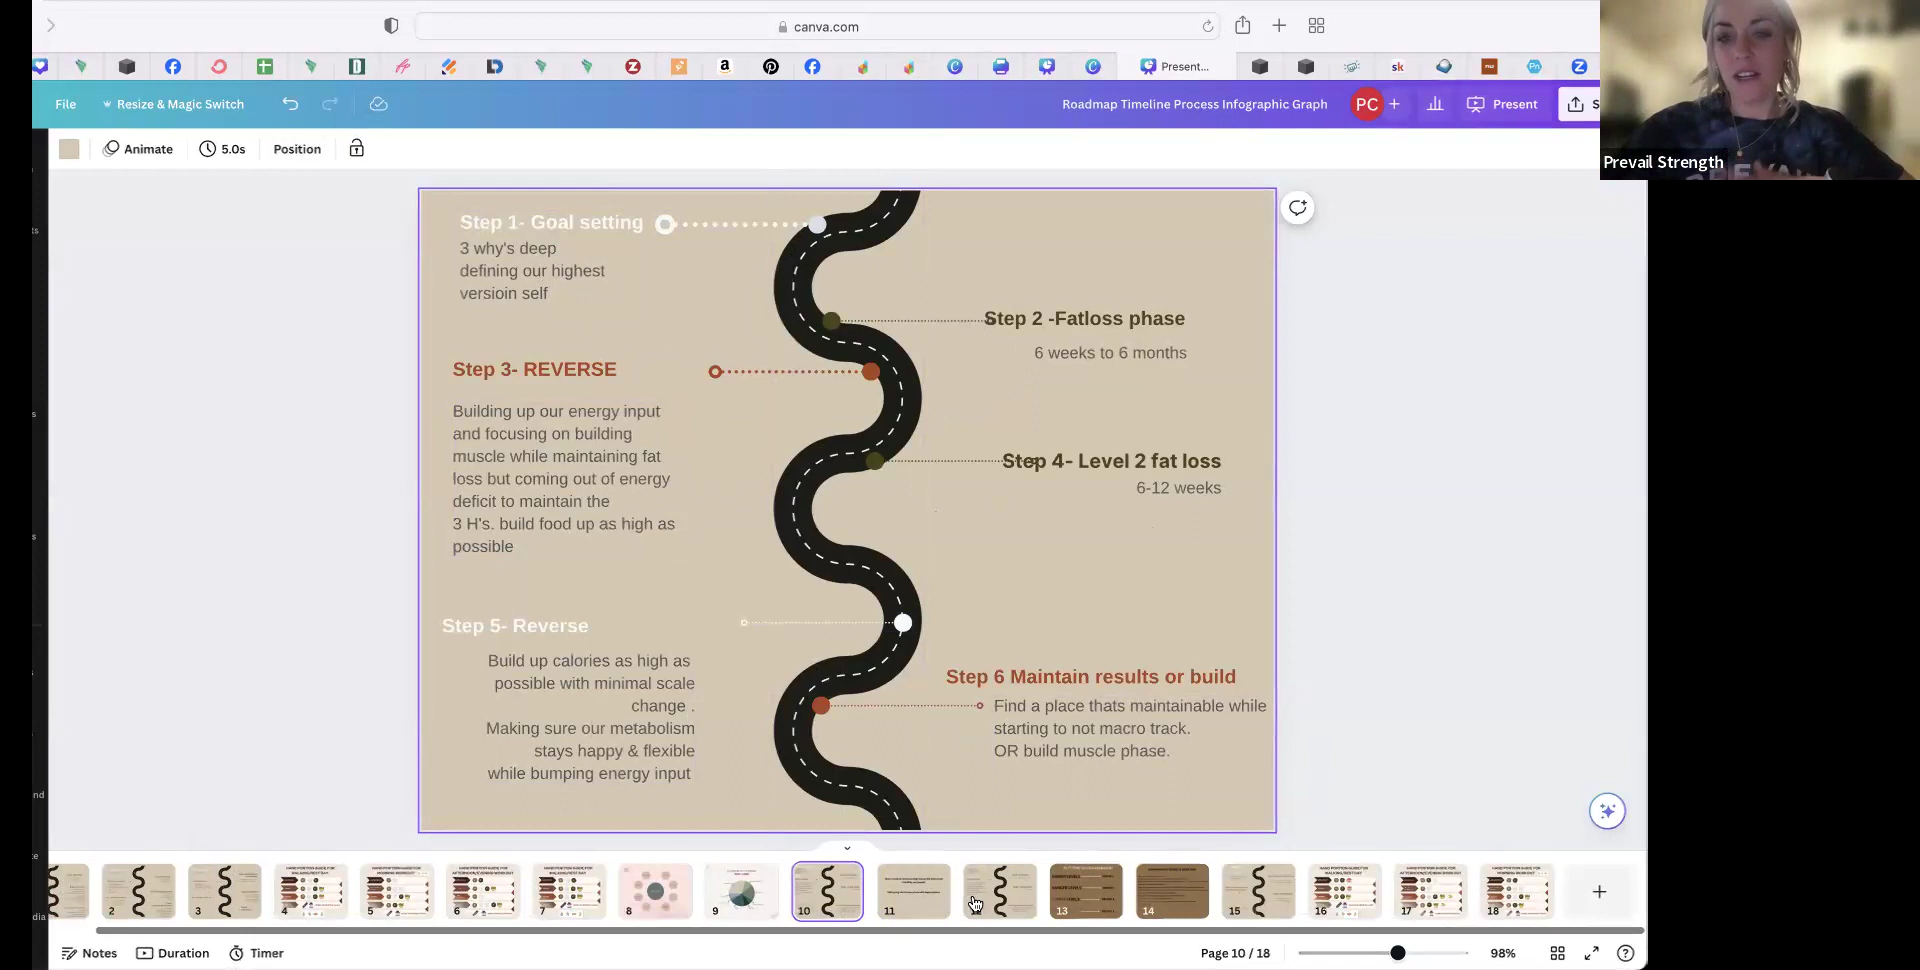 canva.com
Present...
File
Resize & Magic Switch
Roadmap Timeline Process Infographic Graph
PC
Present
S
Prevail Strength
Animate
5.0s
Position
Step 1- Goal setting
3 why's deep
defining our highest
versioin self
Step 2 -Fatloss phase
6 weeks to 6 months
Step 3- REVERSE
Building up our energy input
and focusing on building
muscle while maintaining fat
loss but coming out of energy
deficit to maintain the
3 H's. build food up as high as
possible
Step 4- Level 2 fat loss
6-12 weeks
Step 5- Reverse
Build up calories as high as
possible with minimal scale
change .
Making sure our metabolism
stays happy & flexible
while bumping energy input
Step 6 Maintain results or build
Find a place thats maintainable while
starting to not macro track.
OR build muscle phase.
2
3
4
5
6
7
8
9
10
11
13
14
15
16
17
18
Notes
Duration
Timer
Page 10 / 18
98%